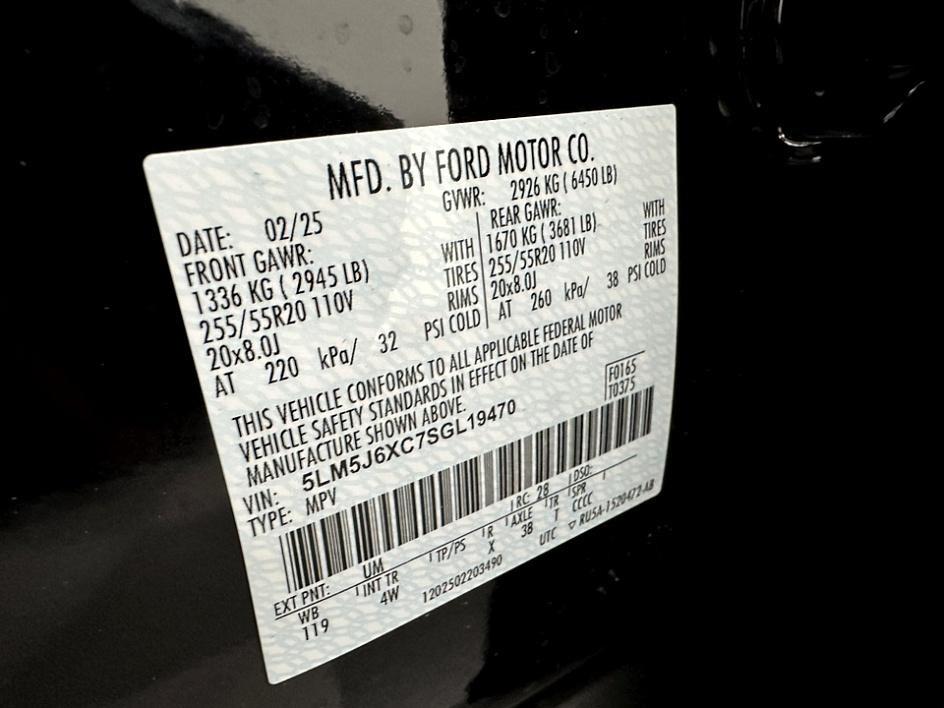 MFD. BY FORD MOTOR CO.
DATE: 02/25 GVWR: 2926 KG ( 6450 LB)
FRONT GAWR: REAR GAWR:
1336 KG ( 2945 LB) WITH 1670 KG ( 3681 LB) WITH
255/55R20 110V TIRES 255/55R20 110V TIRES
20x8.0J RIMS 20x8.0J RIMS
AT 220 kPa/ 32 PSI COLD AT 260 kPa/ 38 PSI COLD
THIS VEHICLE CONFORMS TO ALL APPLICABLE FEDERAL MOTOR
VEHICLE SAFETY STANDARDS IN EFFECT ON THE DATE OF
MANUFACTURE SHOWN ABOVE.
F0165
T0375
VIN: 5LM5J6XC7SGL19470
TYPE: MPV
EXT PNT: UM RC: 28 DSO:
WB INT TR TP/PS R AXLE TR SPR
119 4W X 38 T CCCC
1202502203490 UTC ▽ RU5A-1520472-AB